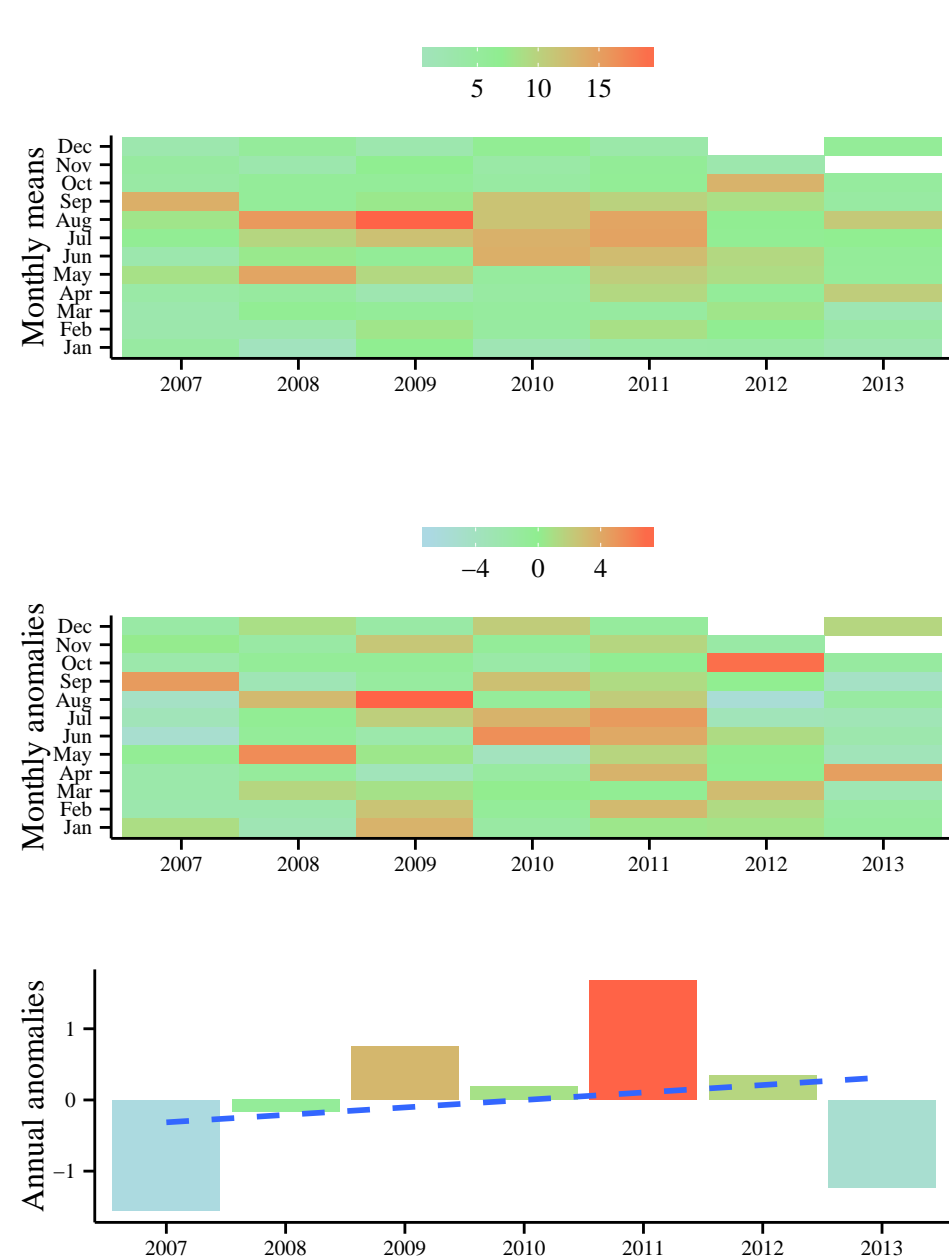 5 10 15
Monthly means
Dec
Nov
Oct
Sep
Aug
Jul
Jun
May
Apr
Mar
Feb
Jan
2007 2008 2009 2010 2011 2012 2013
−4 0 4
Monthly anomalies
Dec
Nov
Oct
Sep
Aug
Jul
Jun
May
Apr
Mar
Feb
Jan
2007 2008 2009 2010 2011 2012 2013
Annual anomalies
1
0
−1
2007 2008 2009 2010 2011 2012 2013